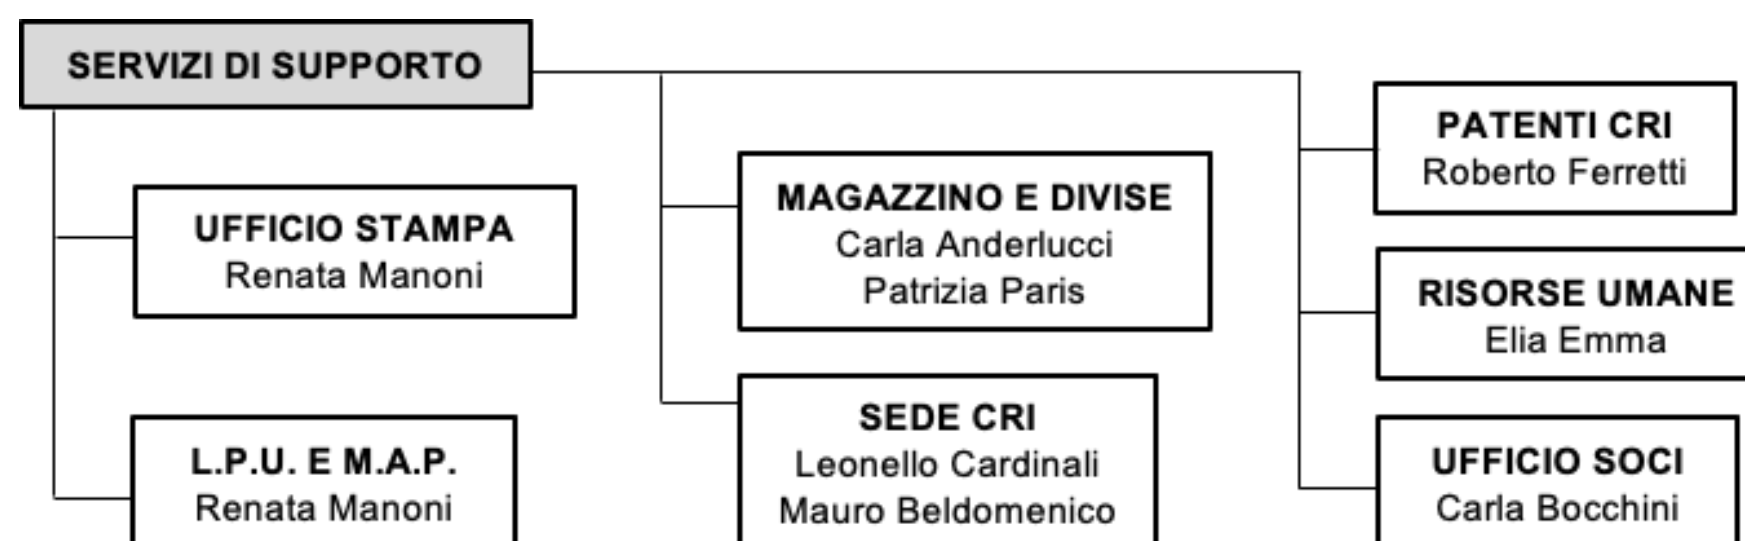 SERVIZI DI SUPPORTO
UFFICIO STAMPA
Renata Manoni
L.P.U. E M.A.P.
Renata Manoni
MAGAZZINO E DIVISE
Carla Anderlucci
Patrizia Paris
SEDE CRI
Leonello Cardinali
Mauro Beldomenico
PATENTI CRI
Roberto Ferretti
RISORSE UMANE
Elia Emma
UFFICIO SOCI
Carla Bocchini